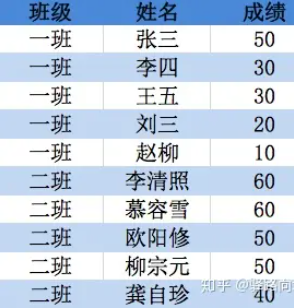 班级 姓名 成绩
一班 张三 50
一班 李四 30
一班 王五 30
一班 刘三 20
一班 赵柳 10
二班 李清照 60
二班 慕容雪 60
二班 欧阳修 50
二班 柳宗元 50
二班 龚自珍 40
知乎